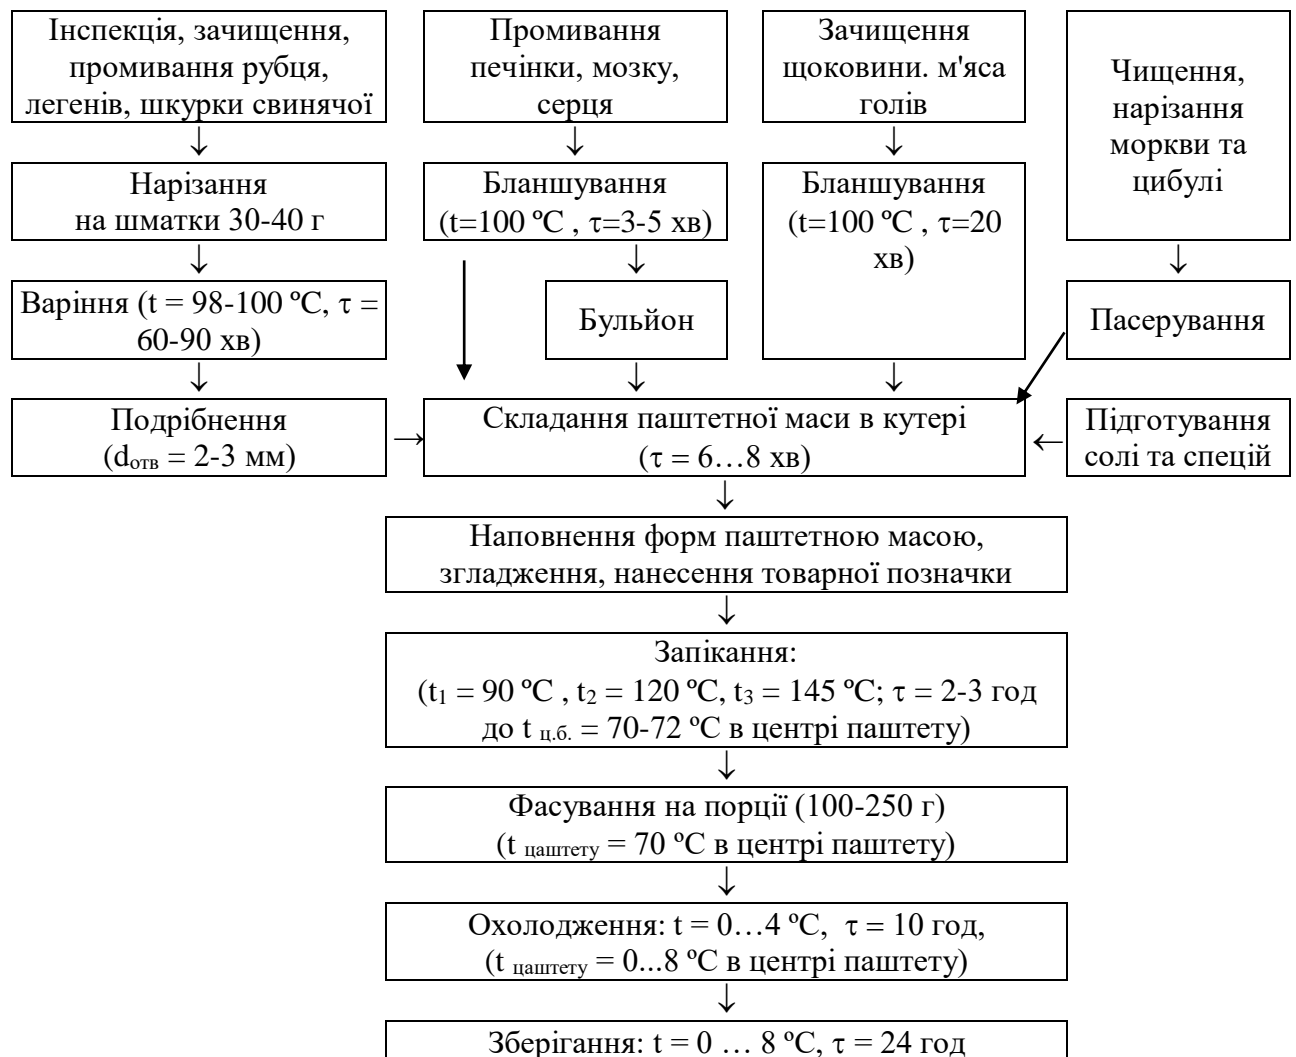 Інспекція, зачищення,
промивання рубця,
легенів, шкурки свинячої
Промивання
печінки, мозку,
серця
Зачищення
щоковини. м'яса
голів
Чищення,
нарізання
моркви та
цибулі
Нарізання
на шматки 30-40 г
Бланшування
(t=100 ºC , τ=3-5 хв)
Бланшування
(t=100 ºC , τ=20
хв)
Варіння (t = 98-100 ºC, τ =
60-90 хв)
Бульйон
Пасерування
Подрібнення
(dотв = 2-3 мм)
Складання паштетної маси в кутері
(τ = 6…8 хв)
Підготування
солі та спецій
Наповнення форм паштетною масою,
згладження, нанесення товарної позначки
Запікання:
(t1 = 90 ºC , t2 = 120 ºC, t3 = 145 ºC; τ = 2-3 год
до t ц.б. = 70-72 ºC в центрі паштету)
Фасування на порції (100-250 г)
(t цаштету = 70 ºC в центрі паштету)
Охолодження: t = 0…4 ºC, τ = 10 год,
(t цаштету = 0...8 ºC в центрі паштету)
Зберігання: t = 0 … 8 ºC, τ = 24 год